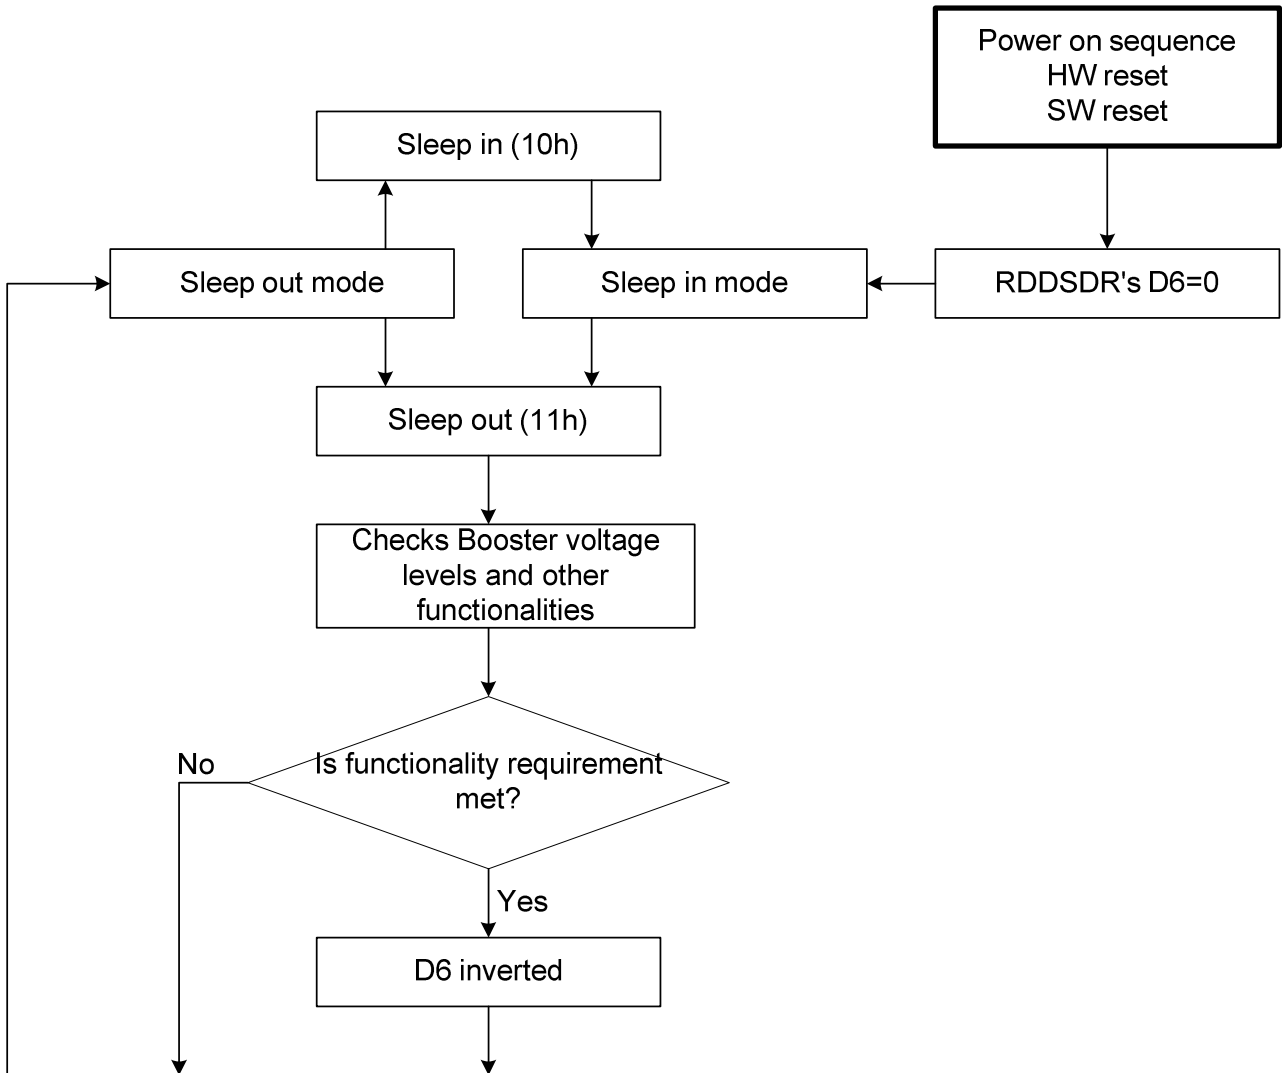 Power on sequence
HW reset
SW reset
Sleep in (10h)
Sleep out mode
Sleep in mode
RDDSDR's D6=0
Sleep out (11h)
Checks Booster voltage
levels and other
functionalities
No
Is functionality requirement
met?
Yes
D6 inverted